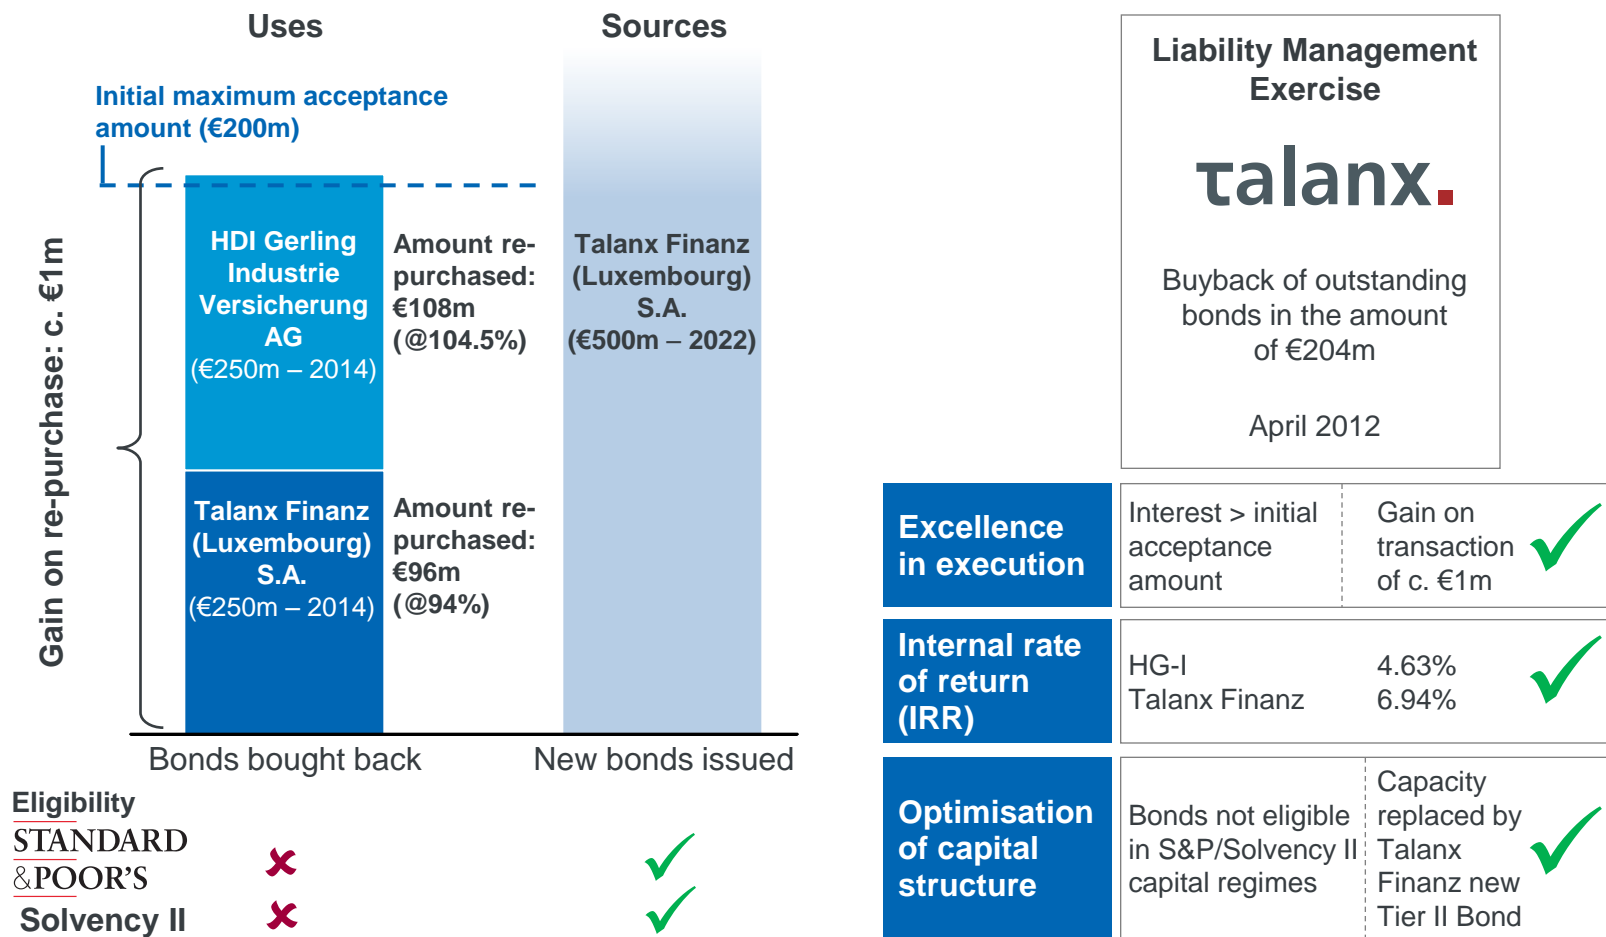 Uses
Sources
Initial maximum acceptance
amount (€200m)
Gain on re-purchase: c. €1m
HDI Gerling
Industrie
Versicherung
AG
(€250m – 2014)
Amount re-
purchased:
€108m
(@104.5%)
Talanx Finanz
(Luxembourg)
S.A.
(€500m – 2022)
Talanx Finanz
(Luxembourg)
S.A.
(€250m – 2014)
Amount re-
purchased:
€96m
(@94%)
Bonds bought back
New bonds issued
Eligibility
STANDARD
&POOR'S
Solvency II
Liability Management
Exercise
talanx.
Buyback of outstanding
bonds in the amount
of €204m
April 2012
Excellence
in execution
Interest > initial
acceptance
amount
Gain on
transaction
of c. €1m
Internal rate
of return
(IRR)
HG-I 4.63%
Talanx Finanz 6.94%
Optimisation
of capital
structure
Bonds not eligible
in S&P/Solvency II
capital regimes
Capacity
replaced by
Talanx
Finanz new
Tier II Bond